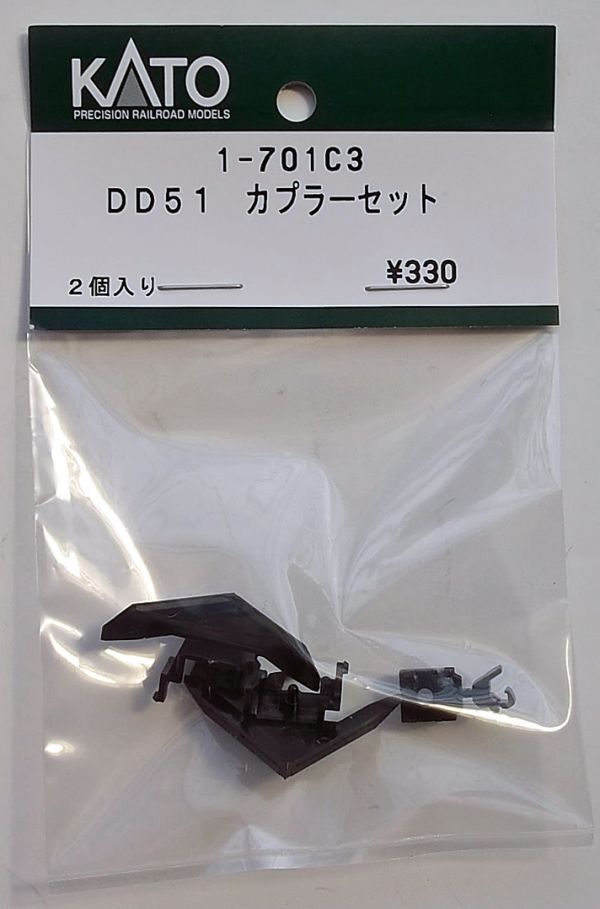 KATO
PRECISION RAILROAD MODELS
1-701C3
DD51 カプラーセット
2個入り
¥330